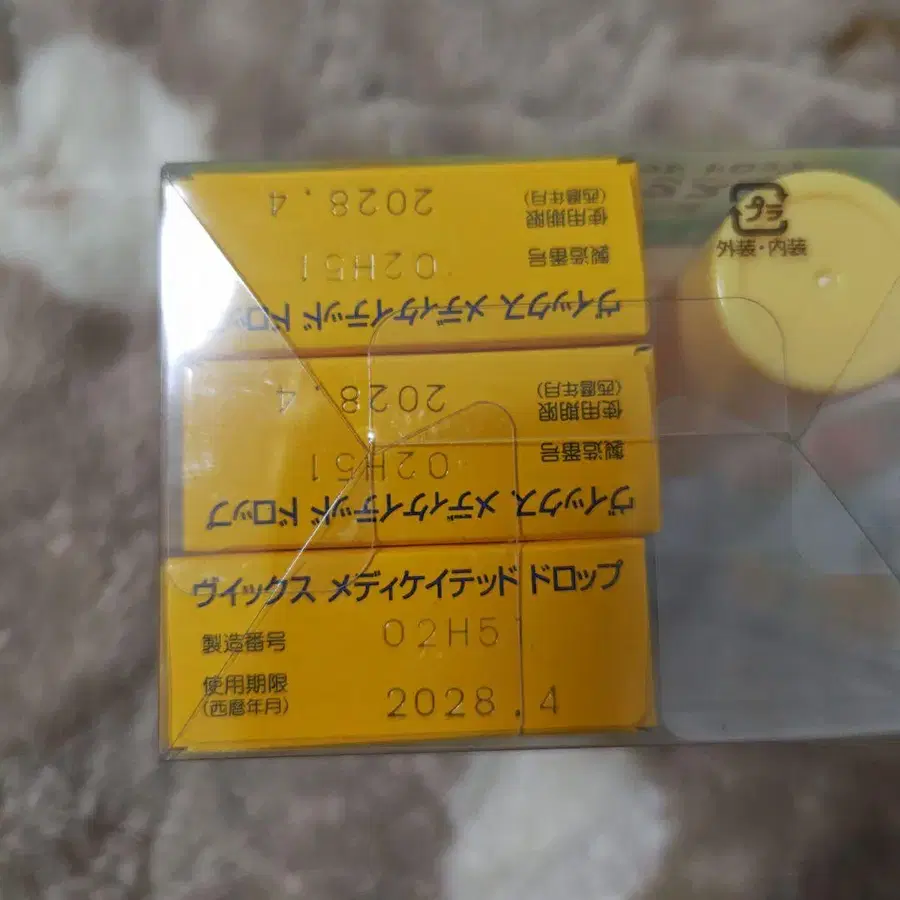 ヴイックス メディケイテッド ドロッ
製造番号 02H51
使用期限 2028.4
(西暦年月)
ヴイックス メディケイテッド ドロップ
製造番号 02H51
使用期限 2028.4
(西暦年月)
ヴイックス メディケイテッド ドロップ
製造番号 02H5
使用期限 2028.4
(西暦年月)
プラ
外装・内装